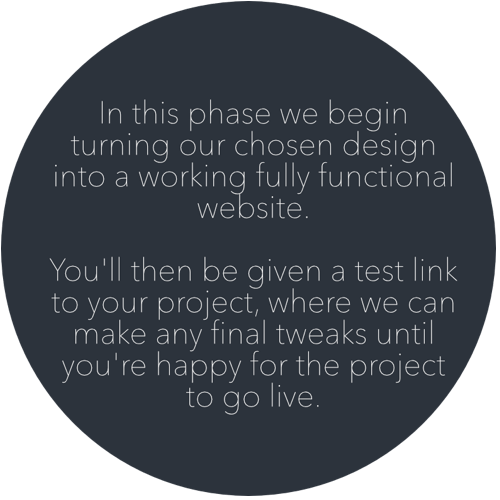 In this phase we begin
turning our chosen design
into a working fully functional
website.
You'll then be given a test link
to your project, where we can
make any final tweaks until
you're happy for the project
to go live.